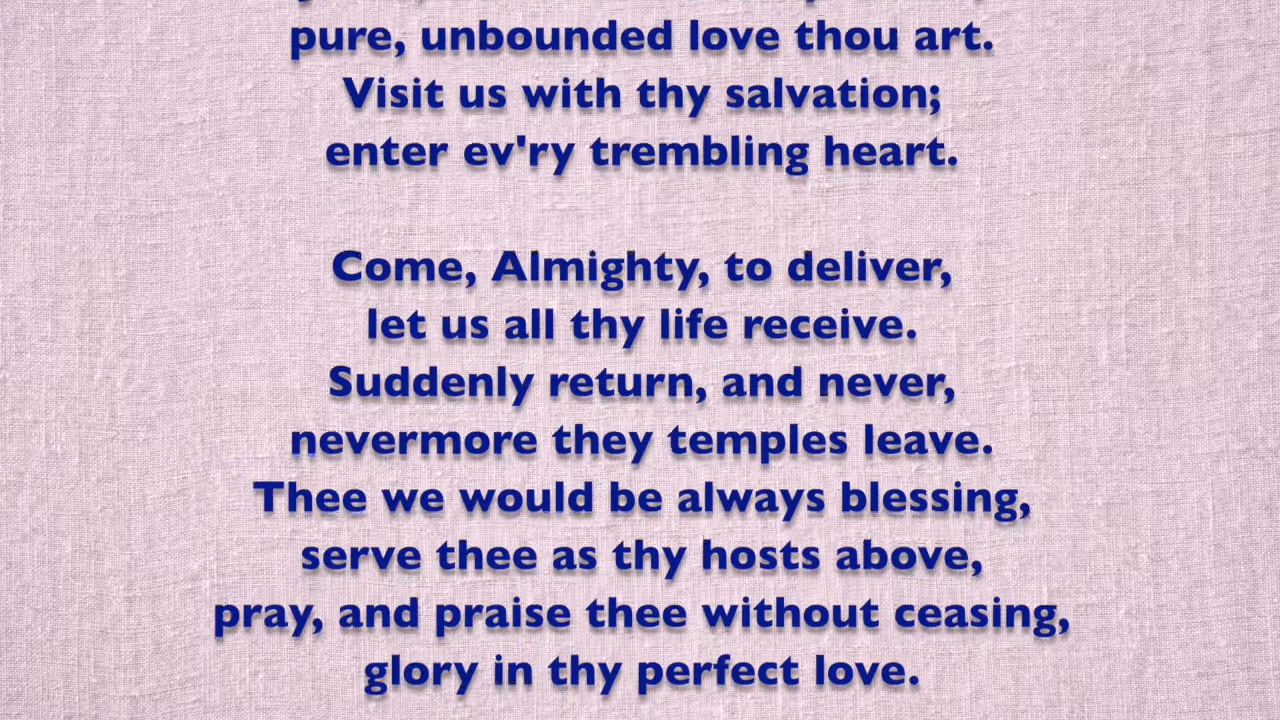 pure, unbounded love thou art.
Visit us with thy salvation;
enter ev'ry trembling heart.
Come, Almighty, to deliver,
let us all thy life receive.
Suddenly return, and never,
nevermore they temples leave.
Thee we would be always blessing,
serve thee as thy hosts above,
pray, and praise thee without ceasing,
glory in thy perfect love.